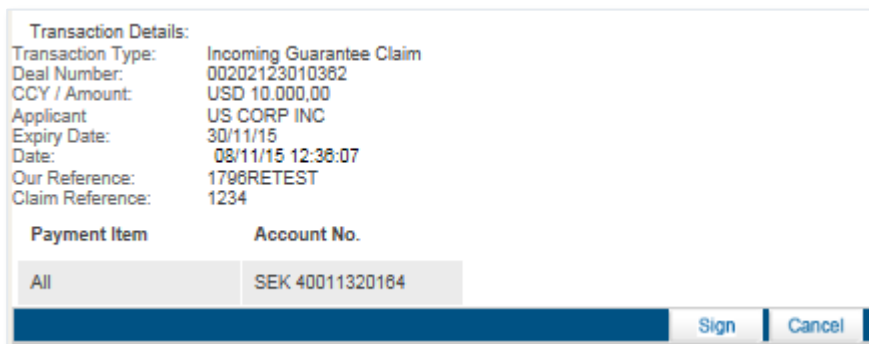 Transaction Details:
Transaction Type: Incoming Guarantee Claim
Deal Number: 00202123010362
CCY / Amount: USD 10.000,00
Applicant US CORP INC
Expiry Date: 30/11/15
Date: 08/11/15 12:36:07
Our Reference: 1796RETEST
Claim Reference: 1234
Payment Item Account No.
All SEK 40011320164
Sign Cancel